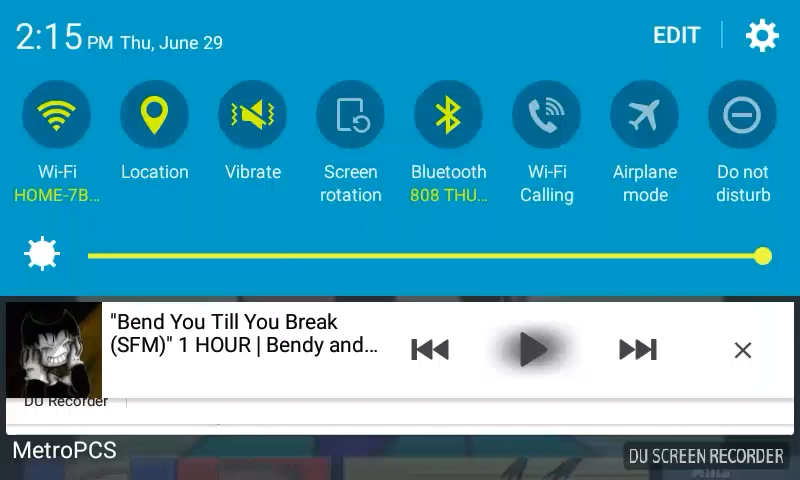 2:15 PM Thu, June 29
EDIT
Wi-Fi
HOME-7B...
Location
Vibrate
Screen
rotation
Bluetooth
808 THU...
Wi-Fi
Calling
Airplane
mode
Do not
disturb
"Bend You Till You Break
(SFM)" 1 HOUR | Bendy and...
DU Recorder
MetroPCS
DU SCREEN RECORDER